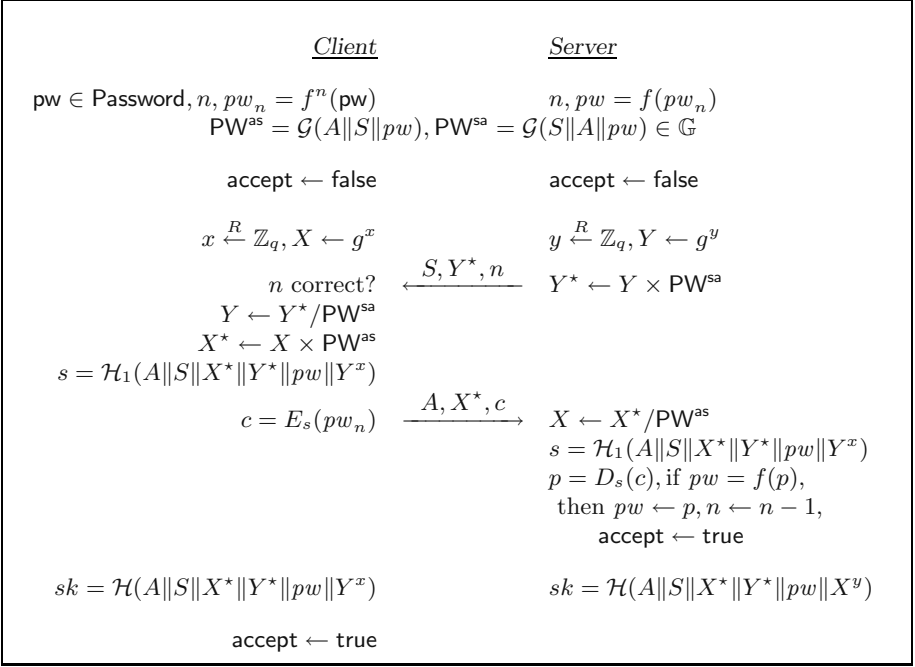 Client Server
pw ∈ Password, n, pw_n = f^n(pw) n, pw = f(pw_n)
PW^as = G(A‖S‖pw), PW^sa = G(S‖A‖pw) ∈ 𝔾
accept ← false accept ← false
x ←^R ℤ_q, X ← g^x y ←^R ℤ_q, Y ← g^y
n correct? S, Y^⋆, n Y^⋆ ← Y × PW^sa
Y ← Y^⋆/PW^sa
X^⋆ ← X × PW^as
s = H_1(A‖S‖X^⋆‖Y^⋆‖pw‖Y^x)
c = E_s(pw_n) A, X^⋆, c X ← X^⋆/PW^as
s = H_1(A‖S‖X^⋆‖Y^⋆‖pw‖Y^x)
p = D_s(c), if pw = f(p),
then pw ← p, n ← n − 1,
accept ← true
sk = H(A‖S‖X^⋆‖Y^⋆‖pw‖Y^x) sk = H(A‖S‖X^⋆‖Y^⋆‖pw‖X^y)
accept ← true